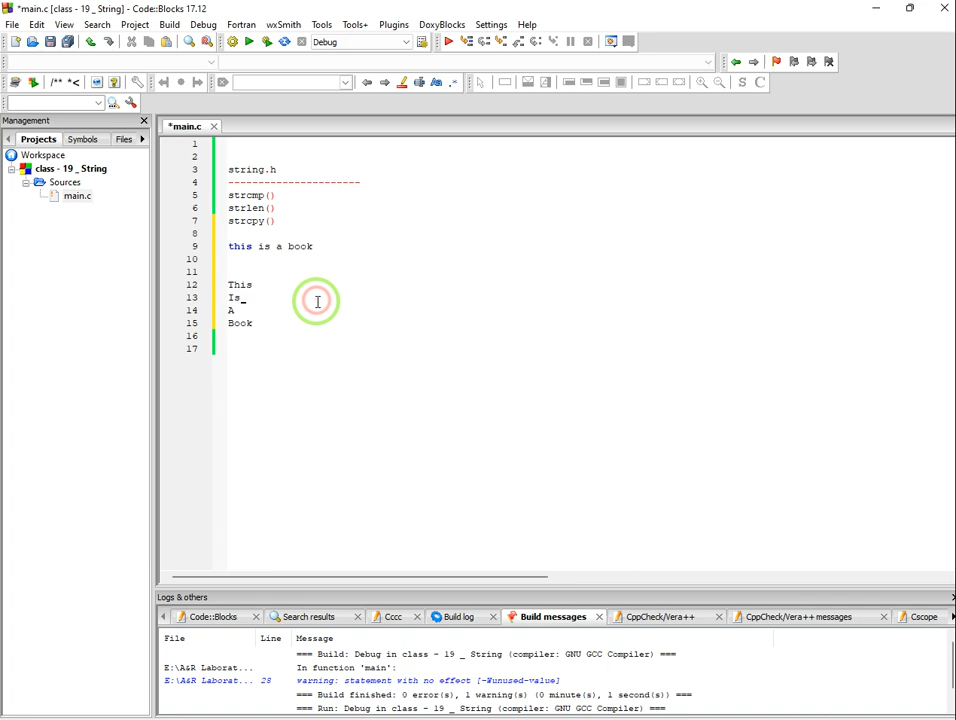 *main.c [class - 19 _ String] - Code::Blocks 17.12
File Edit View Search Project Build Debug Fortran wxSmith Tools Tools+ Plugins DoxyBlocks Settings Help
Debug
/** *<
S C
Management
Projects Symbols Files
*main.c
Workspace
class - 19 _ String
Sources
main.c
1
2
3 string.h
4 ----------------------
5 strcmp()
6 strlen()
7 strcpy()
8
9 this is a book
10
11
12 This
13 Is_
14 A
15 Book
16
17
Logs & others
Code::Blocks Search results Cccc Build log Build messages CppCheck/Vera++ CppCheck/Vera++ messages Cscope
File Line Message
=== Build: Debug in class - 19 _ String (compiler: GNU GCC Compiler) ===
E:\A&R Laborat... In function 'main':
E:\A&R Laborat... 28 warning: statement with no effect [-Wunused-value]
=== Build finished: 0 error(s), 1 warning(s) (0 minute(s), 1 second(s)) ===
=== Run: Debug in class - 19 _ String (compiler: GNU GCC Compiler) ===